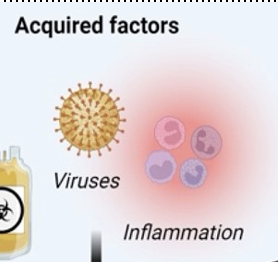 Acquired factors
Viruses
Inflammation